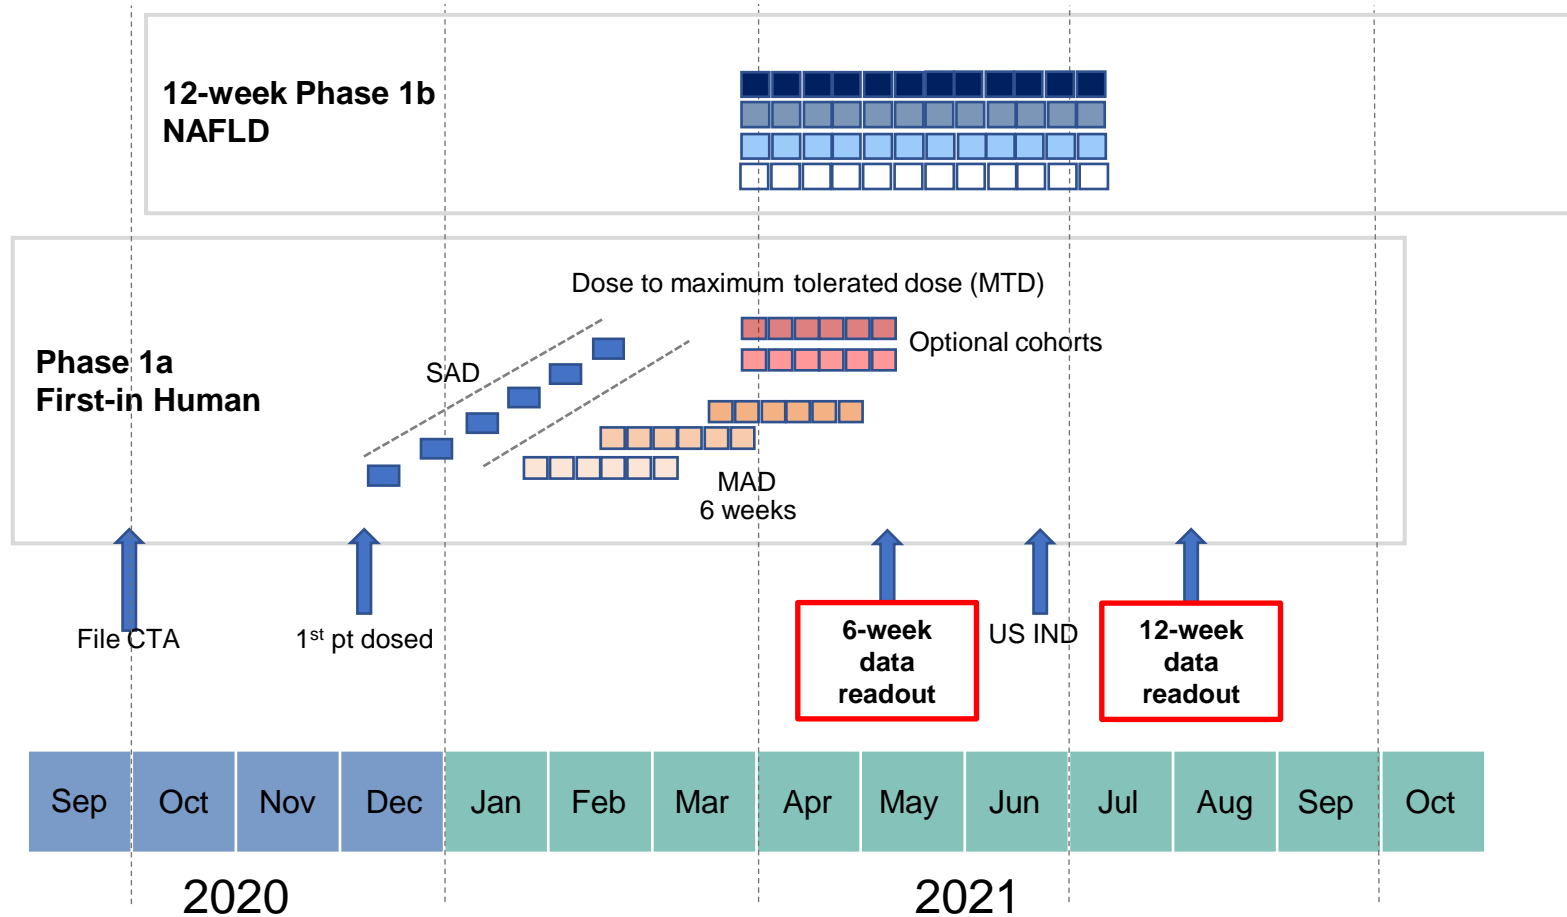 12-week Phase 1b
NAFLD
Dose to maximum tolerated dose (MTD)
Optional cohorts
Phase 1a
First-in Human
SAD
MAD
6 weeks
File CTA
1st pt dosed
6-week
data
readout
US IND
12-week
data
readout
Sep Oct Nov Dec Jan Feb Mar Apr May Jun Jul Aug Sep Oct
2020 2021